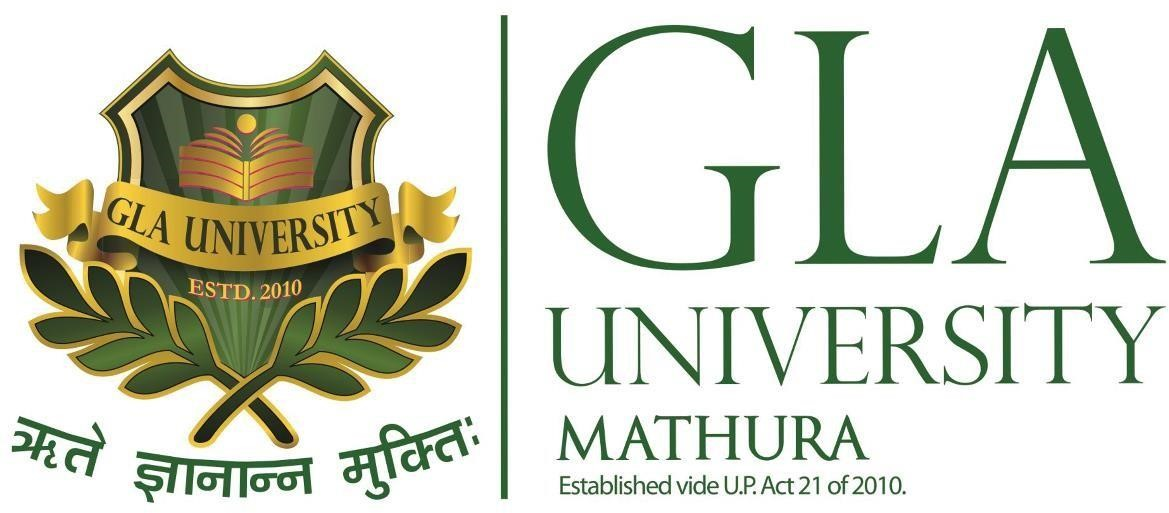 GLA UNIVERSITY
ESTD. 2010
ऋते ज्ञानान्न मुक्तिः
GLA
UNIVERSITY
MATHURA
Established vide U.P. Act 21 of 2010.